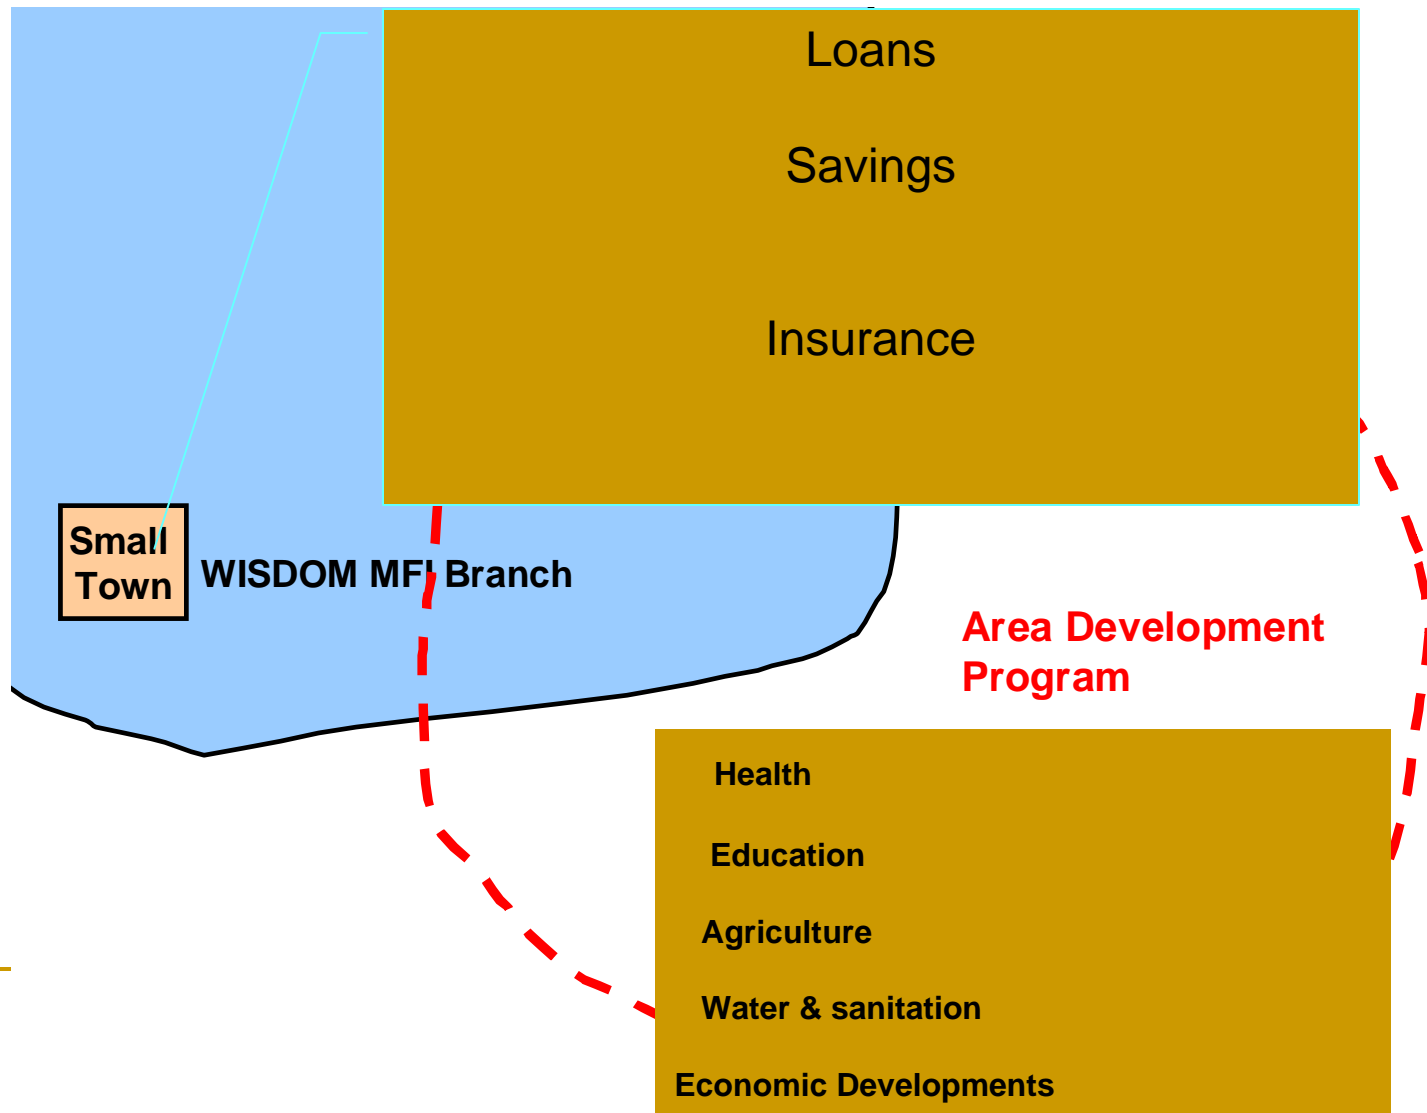 Loans
Savings
Insurance
Small
Town
WISDOM MFI Branch
Area Development
Program
Health
Education
Agriculture
Water & sanitation
Economic Developments